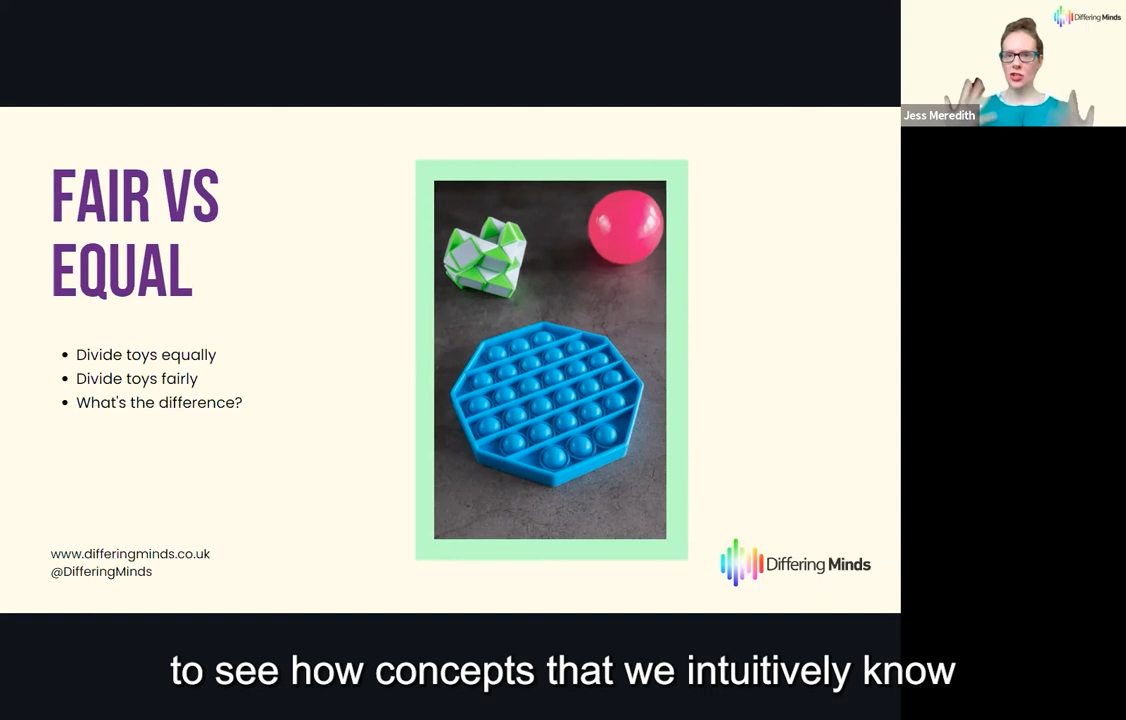 Differing Minds
Jess Meredith
FAIR VS
EQUAL
• Divide toys equally
• Divide toys fairly
• What's the difference?
www.differingminds.co.uk
@DifferingMinds
Differing Minds
to see how concepts that we intuitively know